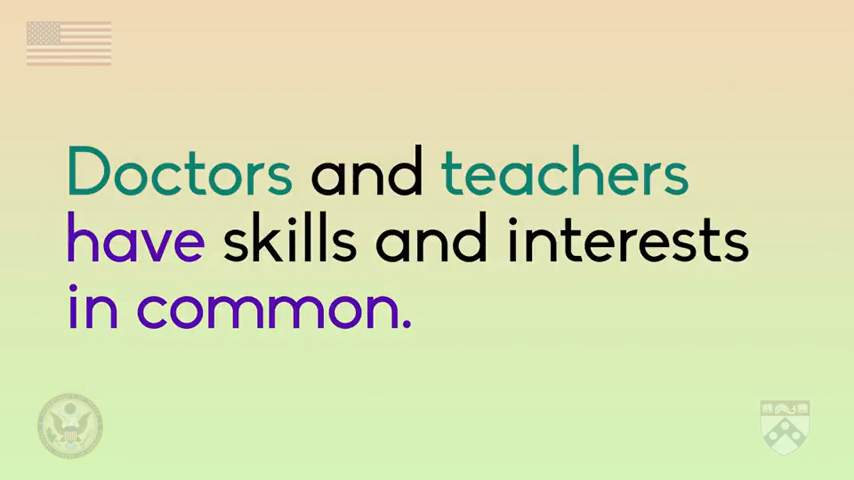 Doctors and teachers
have skills and interests
in common.